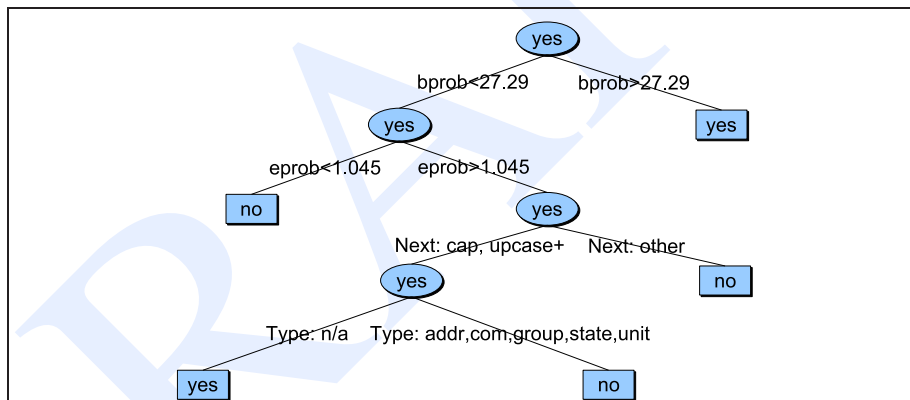 yes
bprob<27.29 bprob>27.29
yes yes
eprob<1.045 eprob>1.045
no yes
Next: cap, upcase+ Next: other
yes no
Type: n/a Type: addr,com,group,state,unit
yes no